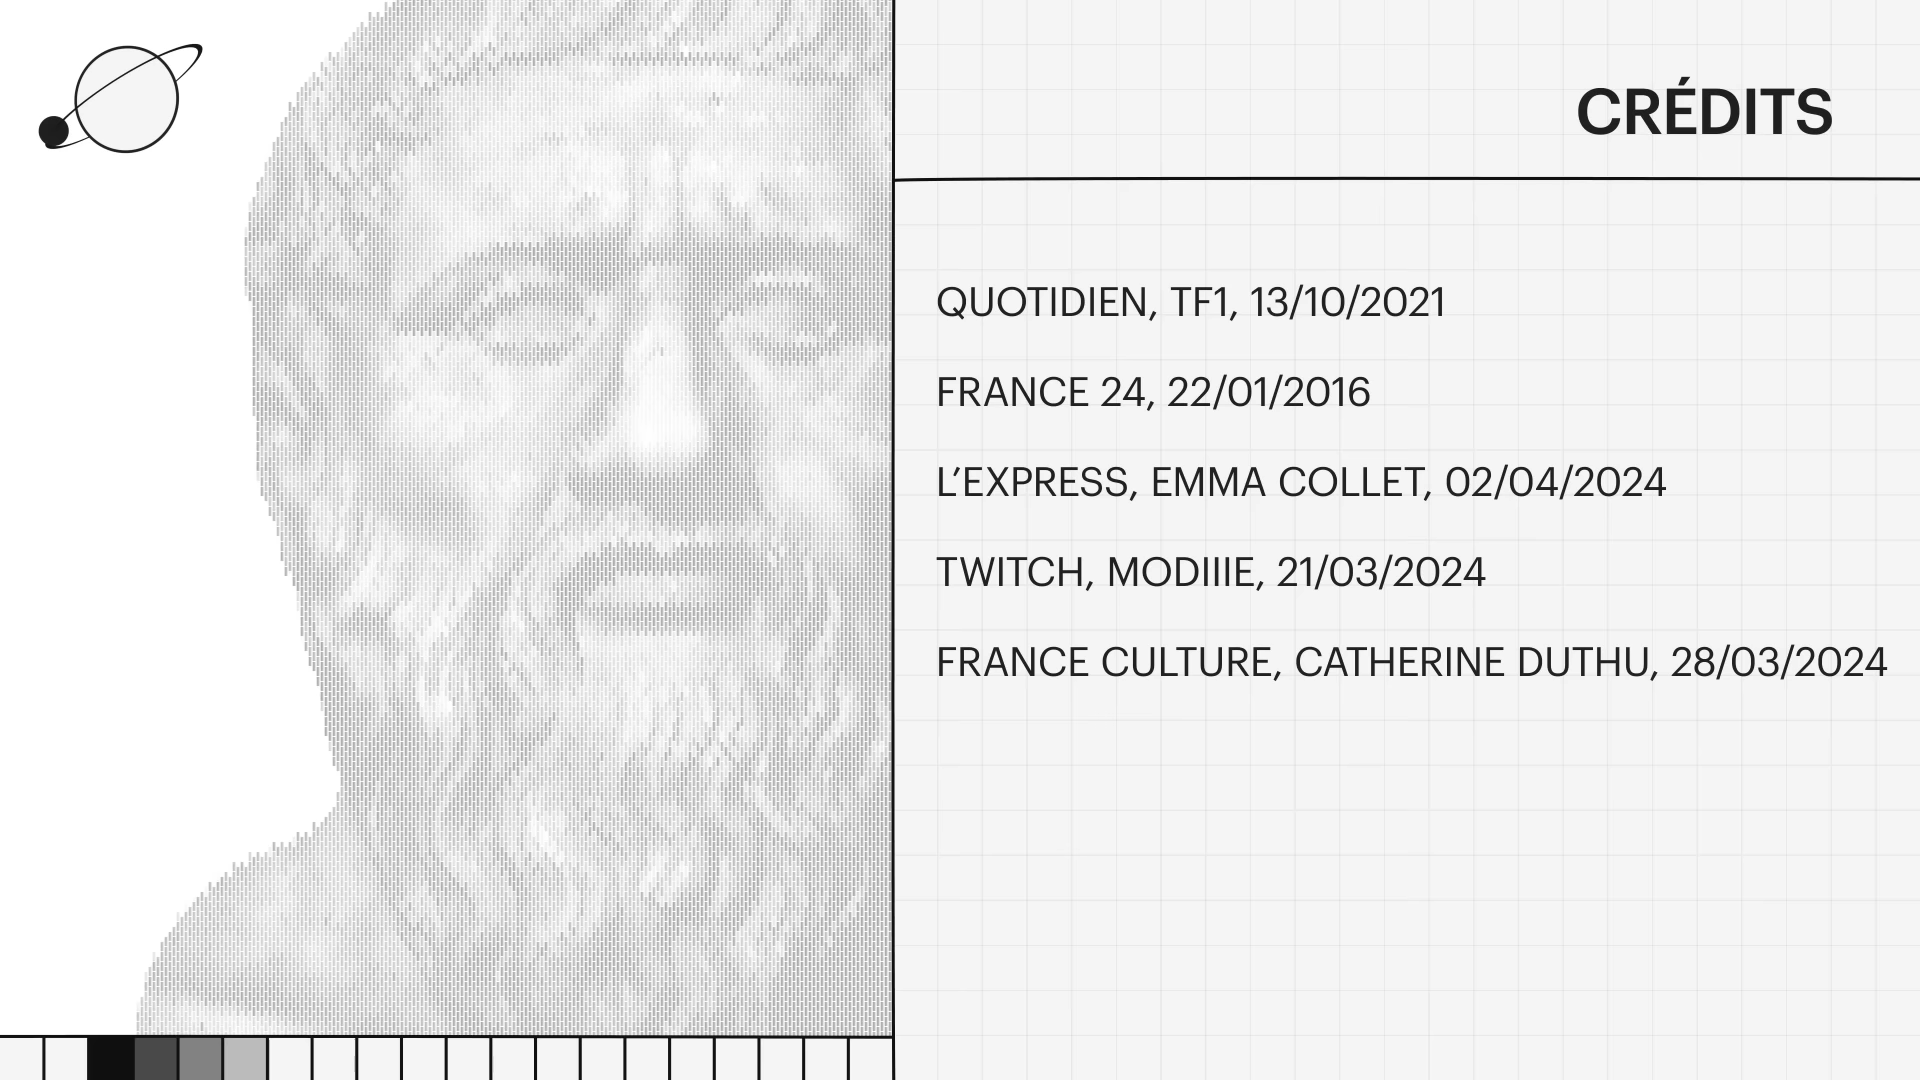 CRÉDITS
QUOTIDIEN, TF1, 13/10/2021
FRANCE 24, 22/01/2016
L’EXPRESS, EMMA COLLET, 02/04/2024
TWITCH, MODIIIE, 21/03/2024
FRANCE CULTURE, CATHERINE DUTHU, 28/03/2024